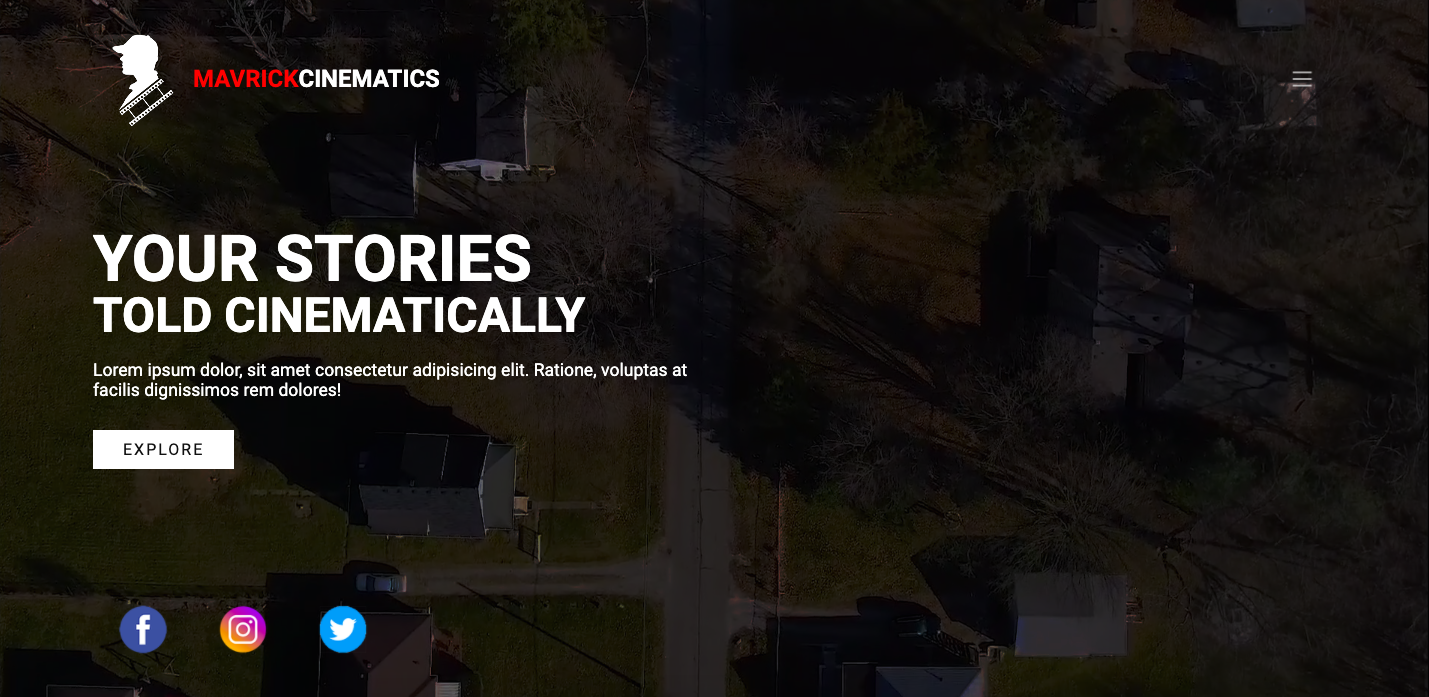 MAVRICKCINEMATICS
YOUR STORIES
TOLD CINEMATICALLY
Lorem ipsum dolor, sit amet consectetur adipisicing elit. Ratione, voluptas at
facilis dignissimos rem dolores!
EXPLORE